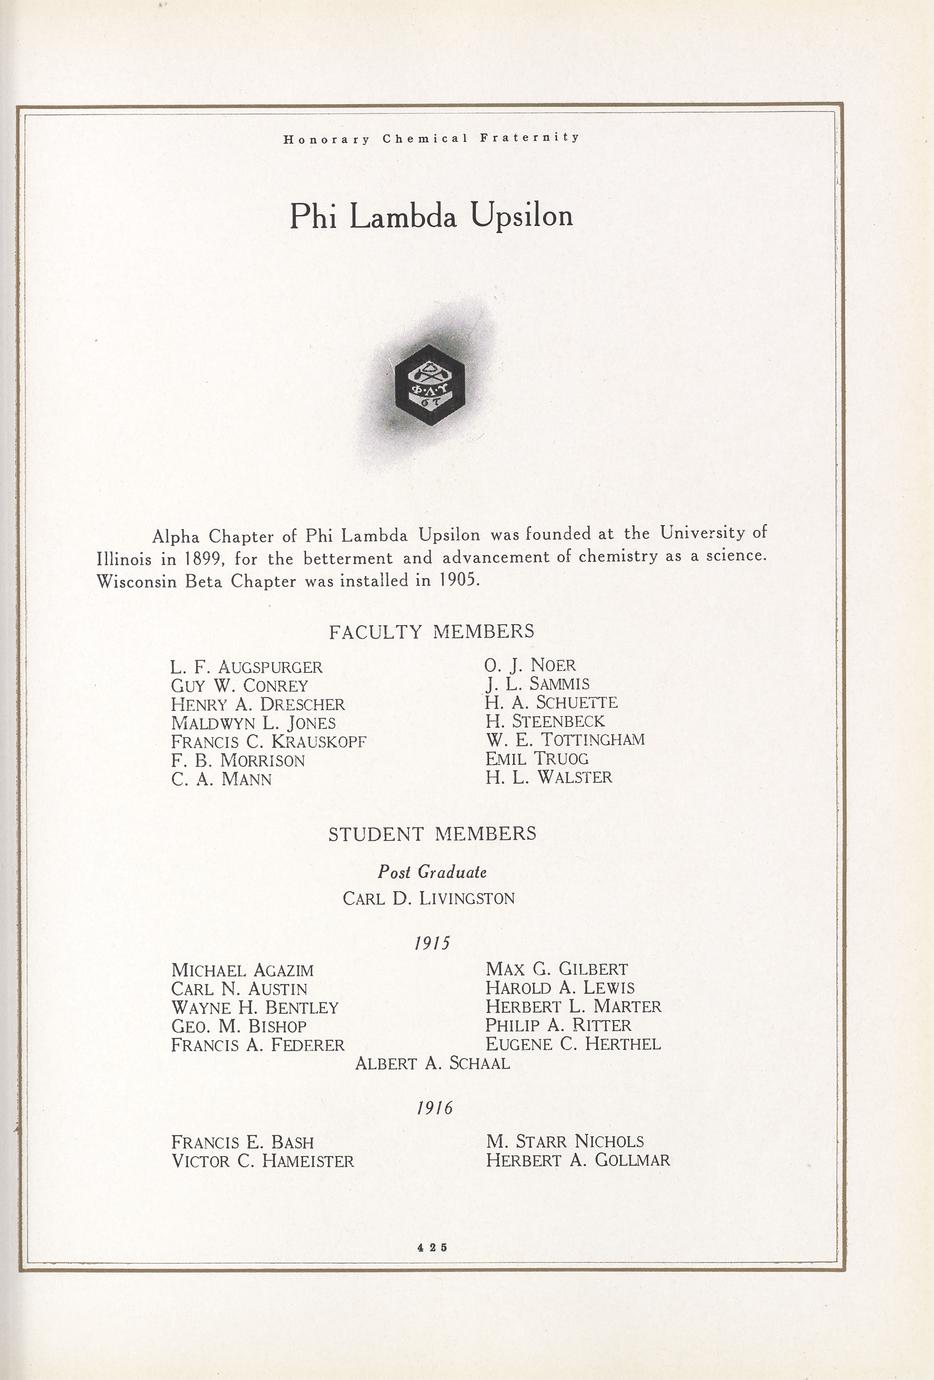 Honorary Chemical Fraternity
Phi Lambda Upsilon
Φ·Λ·Υ
Alpha Chapter of Phi Lambda Upsilon was founded at the University of
Illinois in 1899, for the betterment and advancement of chemistry as a science.
Wisconsin Beta Chapter was installed in 1905.
FACULTY MEMBERS
L. F. AUGSPURGER
GUY W. CONREY
HENRY A. DRESCHER
MALDWYN L. JONES
FRANCIS C. KRAUSKOPF
F. B. MORRISON
C. A. MANN
O. J. NOER
J. L. SAMMIS
H. A. SCHUETTE
H. STEENBECK
W. E. TOTTINGHAM
EMIL TRUOG
H. L. WALSTER
STUDENT MEMBERS
Post Graduate
CARL D. LIVINGSTON
1915
MICHAEL AGAZIM
CARL N. AUSTIN
WAYNE H. BENTLEY
GEO. M. BISHOP
FRANCIS A. FEDERER
MAX G. GILBERT
HAROLD A. LEWIS
HERBERT L. MARTER
PHILIP A. RITTER
EUGENE C. HERTHEL
ALBERT A. SCHAAL
1916
FRANCIS E. BASH
VICTOR C. HAMEISTER
M. STARR NICHOLS
HERBERT A. GOLLMAR
425